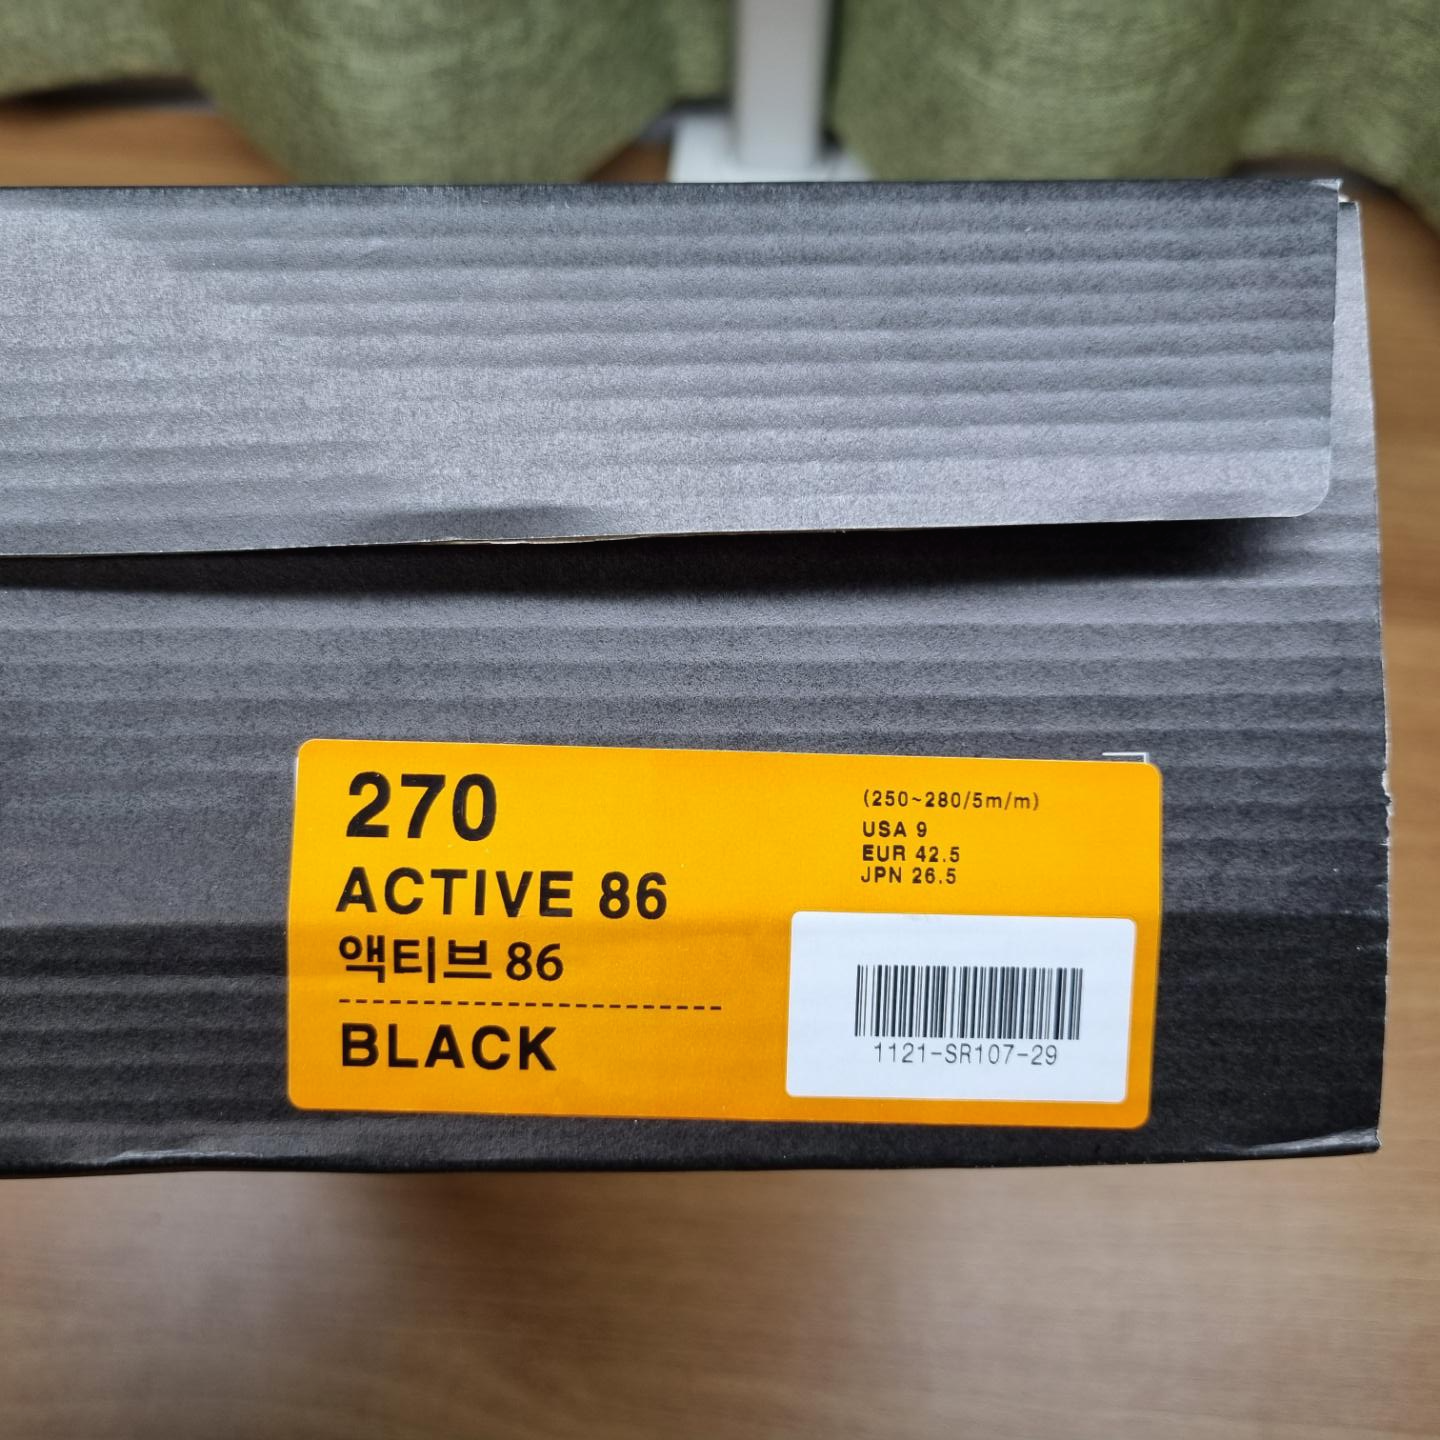 270
ACTIVE 86
액티브 86
BLACK
(250~280/5m/m)
USA 9
EUR 42.5
JPN 26.5
1121-SR107-29